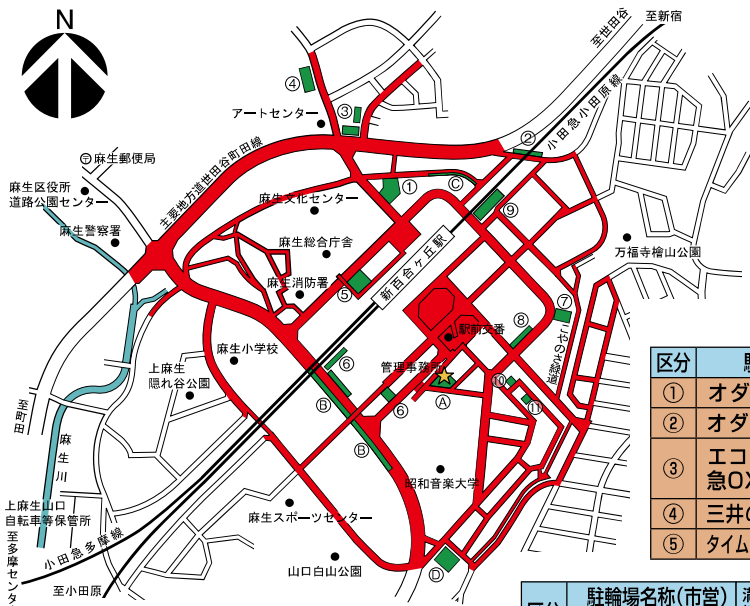 N
至新宿
至世田谷
小田急小田原線
④
③
アートセンター
②
主要地方道世田谷町田線
〒麻生郵便局
麻生区役所
道路公園センター
麻生警察署
麻生文化センター
①
Ⓒ
⑨
麻生総合庁舎
新百合ヶ丘駅
万福寺檜山公園
麻生消防署
⑤
⑦
こやのさ緑道
⑧
駅前交番
麻生小学校
⑥
管理事務所
上麻生
隠れ谷公園
Ⓑ
⑥
Ⓐ
⑩
⑪
至町田
麻生川
Ⓑ
昭和音楽大学
上麻生山口
自転車等保管所
麻生スポーツセンター
小田急多摩線
至多摩センタ
山口白山公園
Ⓓ
至小田原
区分
① オダ
② オダ
③ エコ
急OX
④ 三井の
⑤ タイム
駐輪場名称(市営)